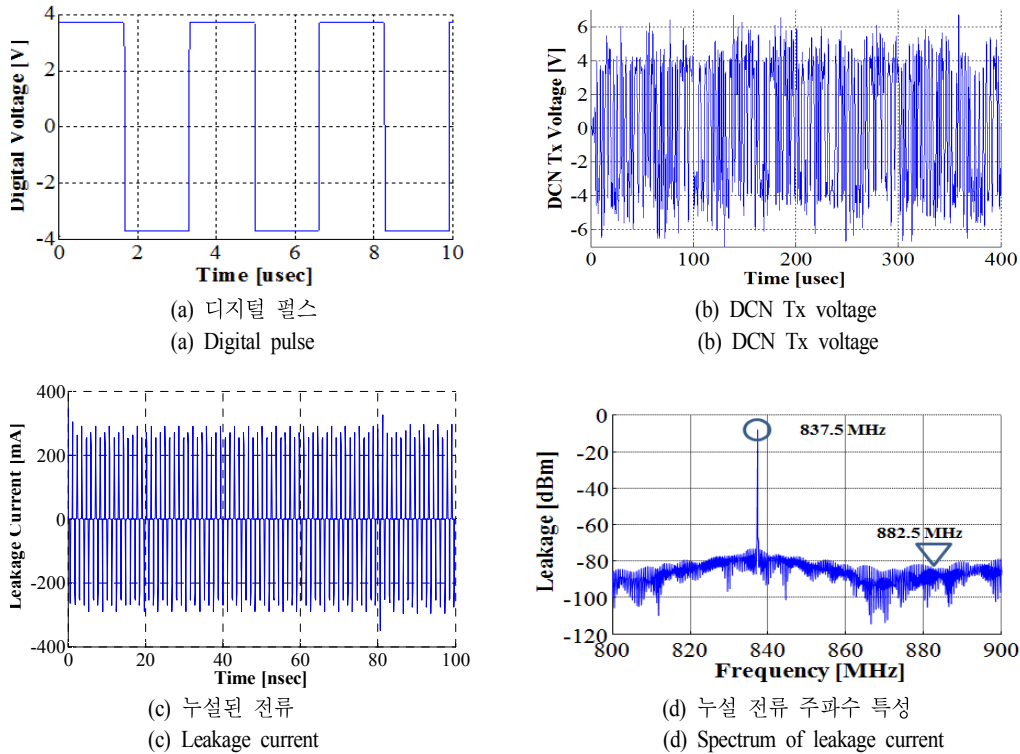 Digital Voltage [V]
4
2
0
-2
-4
0 2 4 6 8 10
Time [usec]
(a) 디지털 펄스
(a) Digital pulse
DCN Tx Voltage [V]
6
4
2
0
-2
-4
-6
0 100 200 300 400
Time [usec]
(b) DCN Tx voltage
(b) DCN Tx voltage
Leakage Current [mA]
400
200
0
-200
-400
0 20 40 60 80 100
Time [nsec]
(c) 누설된 전류
(c) Leakage current
Leakage [dBm]
0
-20
-40
-60
-80
-100
-120
837.5 MHz
882.5 MHz
800 820 840 860 880 900
Frequency [MHz]
(d) 누설 전류 주파수 특성
(d) Spectrum of leakage current